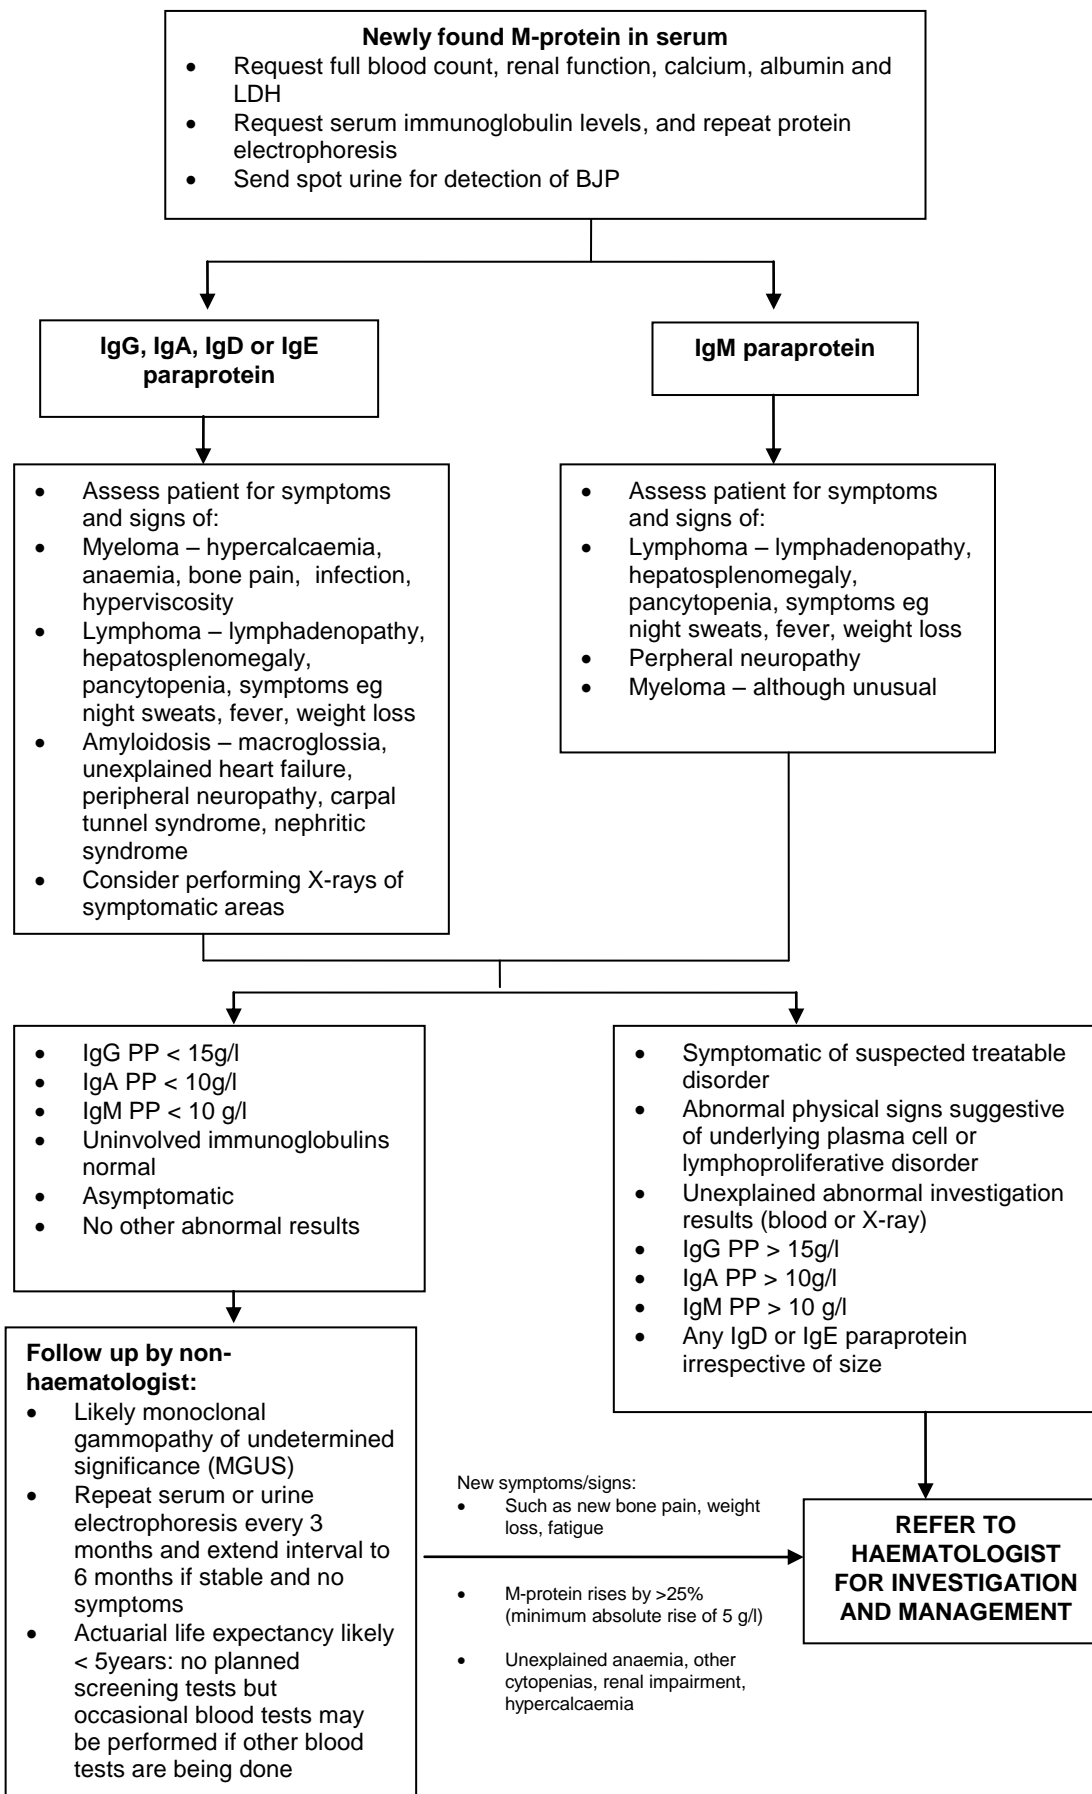 Newly found M-protein in serum
• Request full blood count, renal function, calcium, albumin and
LDH
• Request serum immunoglobulin levels, and repeat protein
electrophoresis
• Send spot urine for detection of BJP
IgG, IgA, IgD or IgE
paraprotein
IgM paraprotein
• Assess patient for symptoms
and signs of:
• Myeloma – hypercalcaemia,
anaemia, bone pain,  infection,
hyperviscosity
• Lymphoma – lymphadenopathy,
hepatosplenomegaly,
pancytopenia, symptoms eg
night sweats, fever, weight loss
• Amyloidosis – macroglossia,
unexplained heart failure,
peripheral neuropathy, carpal
tunnel syndrome, nephritic
syndrome
• Consider performing X-rays of
symptomatic areas
• Assess patient for symptoms
and signs of:
• Lymphoma – lymphadenopathy,
hepatosplenomegaly,
pancytopenia, symptoms eg
night sweats, fever, weight loss
• Perpheral neuropathy
• Myeloma – although unusual
• IgG PP < 15g/l
• IgA PP < 10g/l
• IgM PP < 10 g/l
• Uninvolved immunoglobulins
normal
• Asymptomatic
• No other abnormal results
• Symptomatic of suspected treatable
disorder
• Abnormal physical signs suggestive
of underlying plasma cell or
lymphoproliferative disorder
• Unexplained abnormal investigation
results (blood or X-ray)
• IgG PP > 15g/l
• IgA PP > 10g/l
• IgM PP > 10 g/l
• Any IgD or IgE paraprotein
irrespective of size
Follow up by non-
haematologist:
• Likely monoclonal
gammopathy of undetermined
significance (MGUS)
• Repeat serum or urine
electrophoresis every 3
months and extend interval to
6 months if stable and no
symptoms
• Actuarial life expectancy likely
< 5years: no planned
screening tests but
occasional blood tests may
be performed if other blood
tests are being done
New symptoms/signs:
• Such as new bone pain, weight
loss, fatigue
• M-protein rises by >25%
(minimum absolute rise of 5 g/l)
• Unexplained anaemia, other
cytopenias, renal impairment,
hypercalcaemia
REFER TO
HAEMATOLOGIST
FOR INVESTIGATION
AND MANAGEMENT